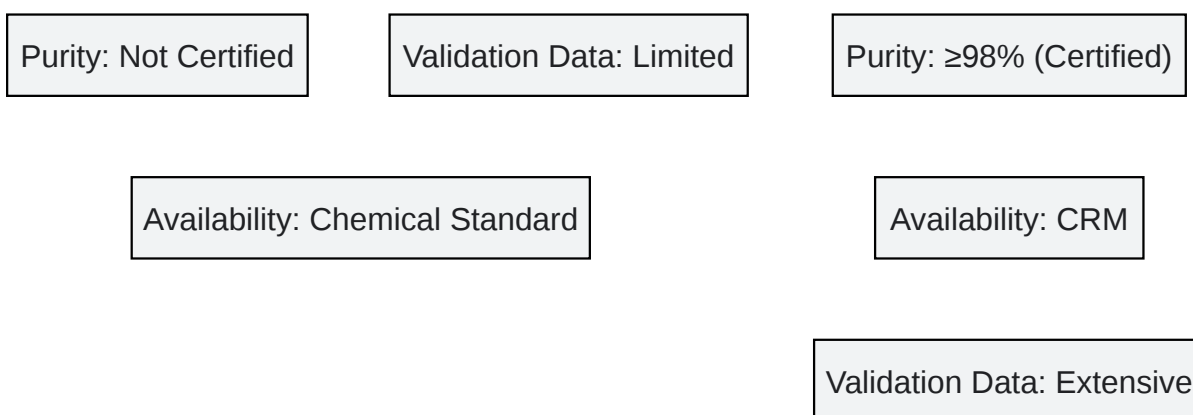 Purity: Not Certified
Validation Data: Limited
Purity: ≥98% (Certified)
Availability: Chemical Standard
Availability: CRM
Validation Data: Extensive